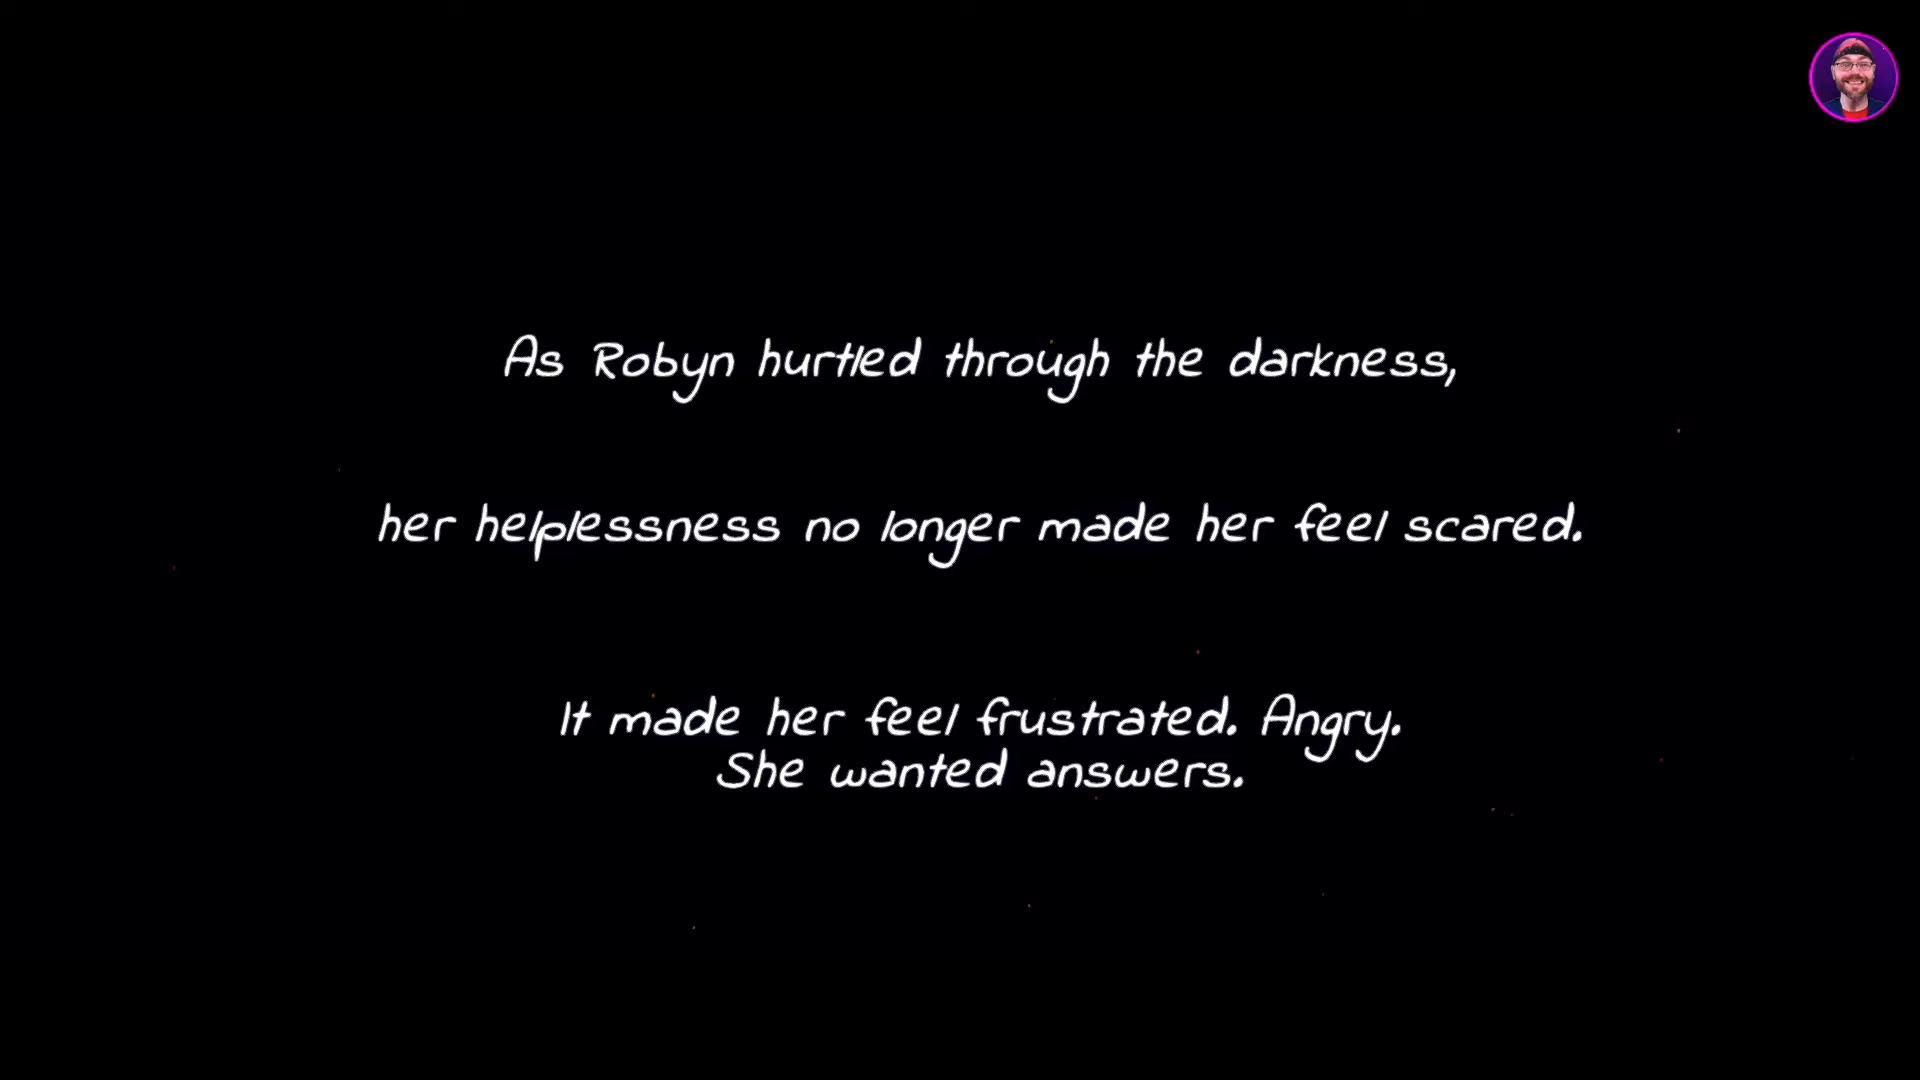 As Robyn hurtled through the darkness,
her helplessness no longer made her feel scared.
It made her feel frustrated. Angry.
She wanted answers.